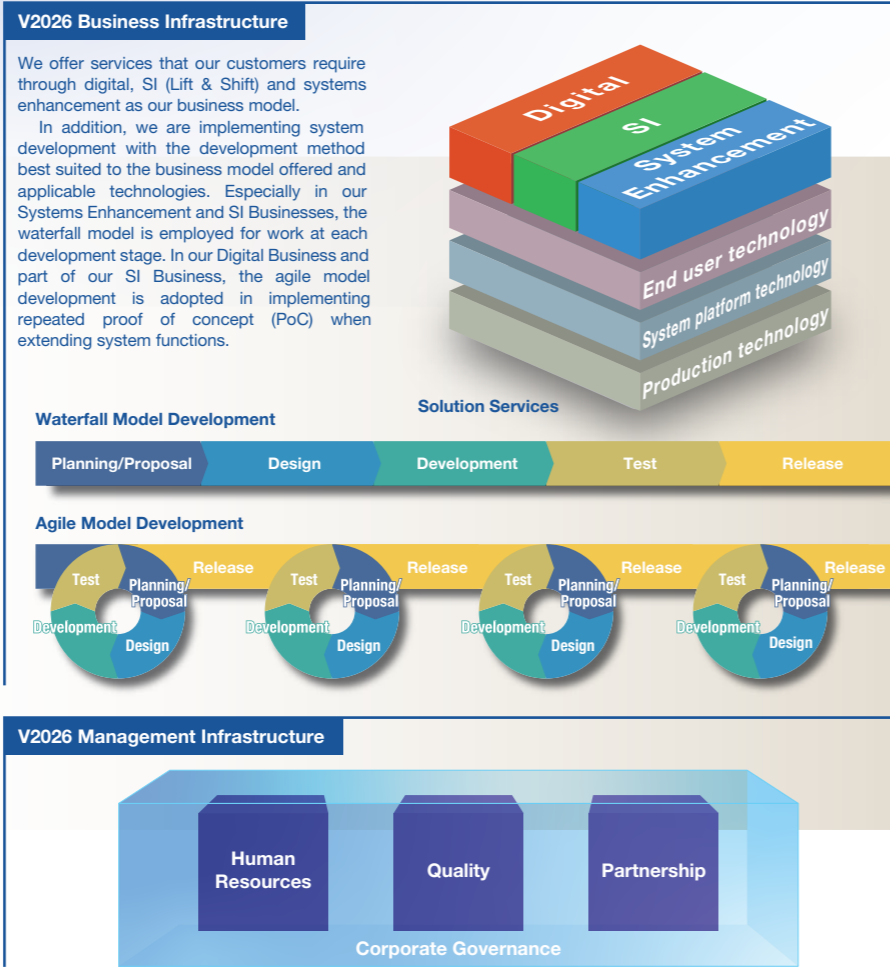 V2026 Business Infrastructure
We offer services that our customers require
through digital, SI (Lift & Shift) and systems
enhancement as our business model.
In addition, we are implementing system
development with the development method
best suited to the business model offered and
applicable technologies. Especially in our
Systems Enhancement and SI Businesses, the
waterfall model is employed for work at each
development stage. In our Digital Business and
part of our SI Business, the agile model
development is adopted in implementing
repeated proof of concept (PoC) when
extending system functions.
Digital
SI
System
Enhancement
End user technology
System platform technology
Production technology
Solution Services
Waterfall Model Development
Planning/Proposal
Design
Development
Test
Release
Agile Model Development
Test
Planning/
Proposal
Development
Design
Release
Test
Planning/
Proposal
Development
Design
Release
Test
Planning/
Proposal
Development
Design
Release
Test
Planning/
Proposal
Development
Design
Release
V2026 Management Infrastructure
Human
Resources
Quality
Partnership
Corporate Governance